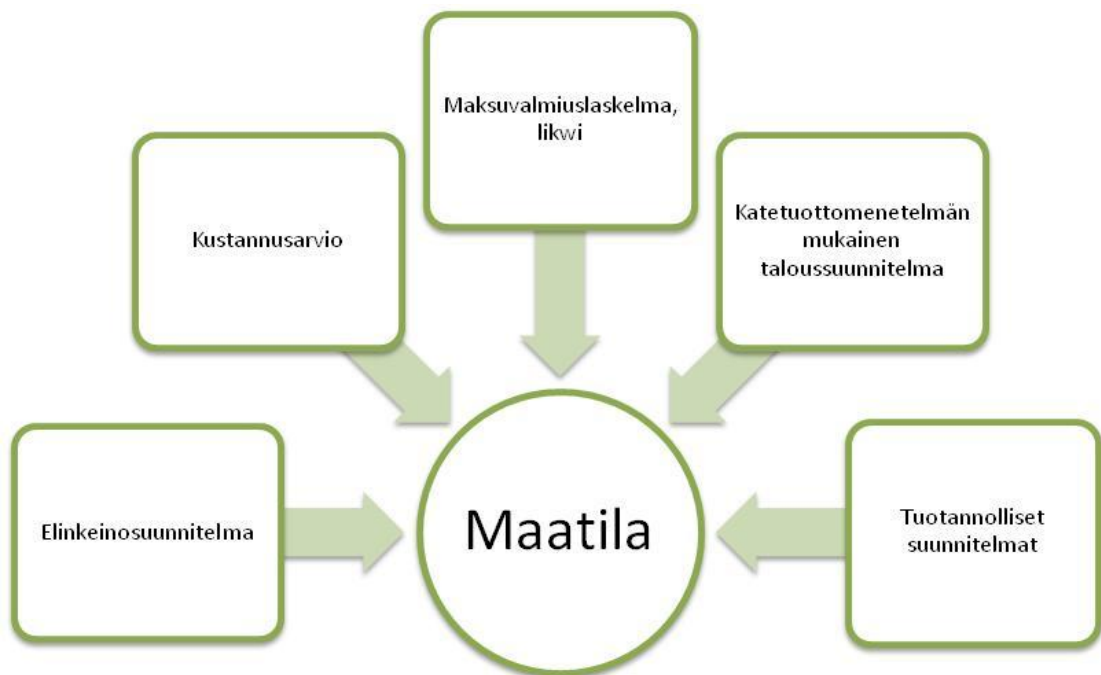 Maksuvalmiuslaskelma,
likwi
Kustannusarvio
Katetuottomenetelmän
mukainen
taloussuunnitelma
Elinkeinosuunnitelma
Maatila
Tuotannolliset
suunnitelmat